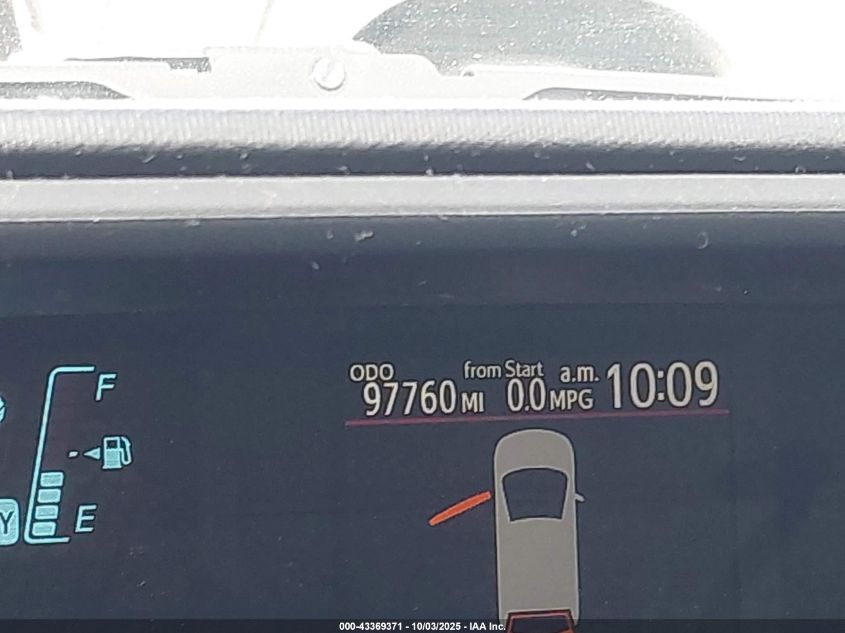 ODO from Start a.m. 10:09
97760 MI 0.0 MPG
F
E
Y
000-43369371 - 10/03/2025 - IAA Inc.